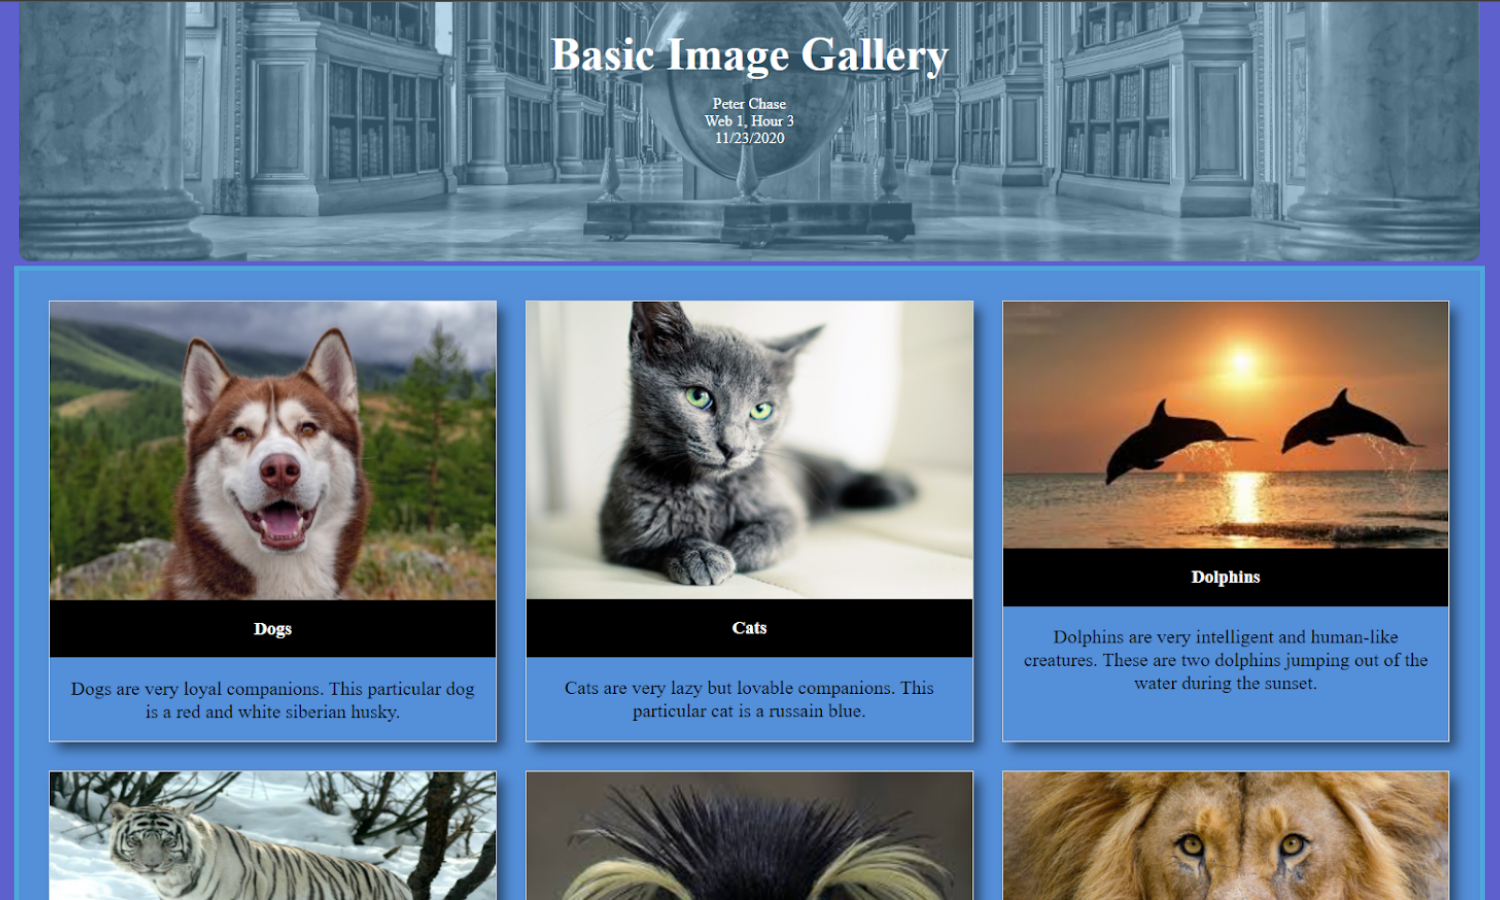 Basic Image Gallery
Peter Chase
Web 1, Hour 3
11/23/2020
Dogs
Dogs are very loyal companions. This particular dog
is a red and white siberian husky.
Cats
Cats are very lazy but lovable companions. This
particular cat is a russain blue.
Dolphins
Dolphins are very intelligent and human-like
creatures. These are two dolphins jumping out of the
water during the sunset.